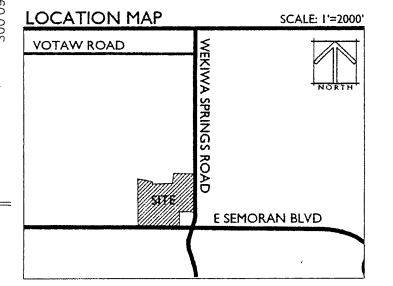 LOCATION MAP
SCALE: 1'=2000'
VOTAW ROAD
WEKIWA SPRINGS ROAD
NORTH
SITE
E SEMORAN BLVD